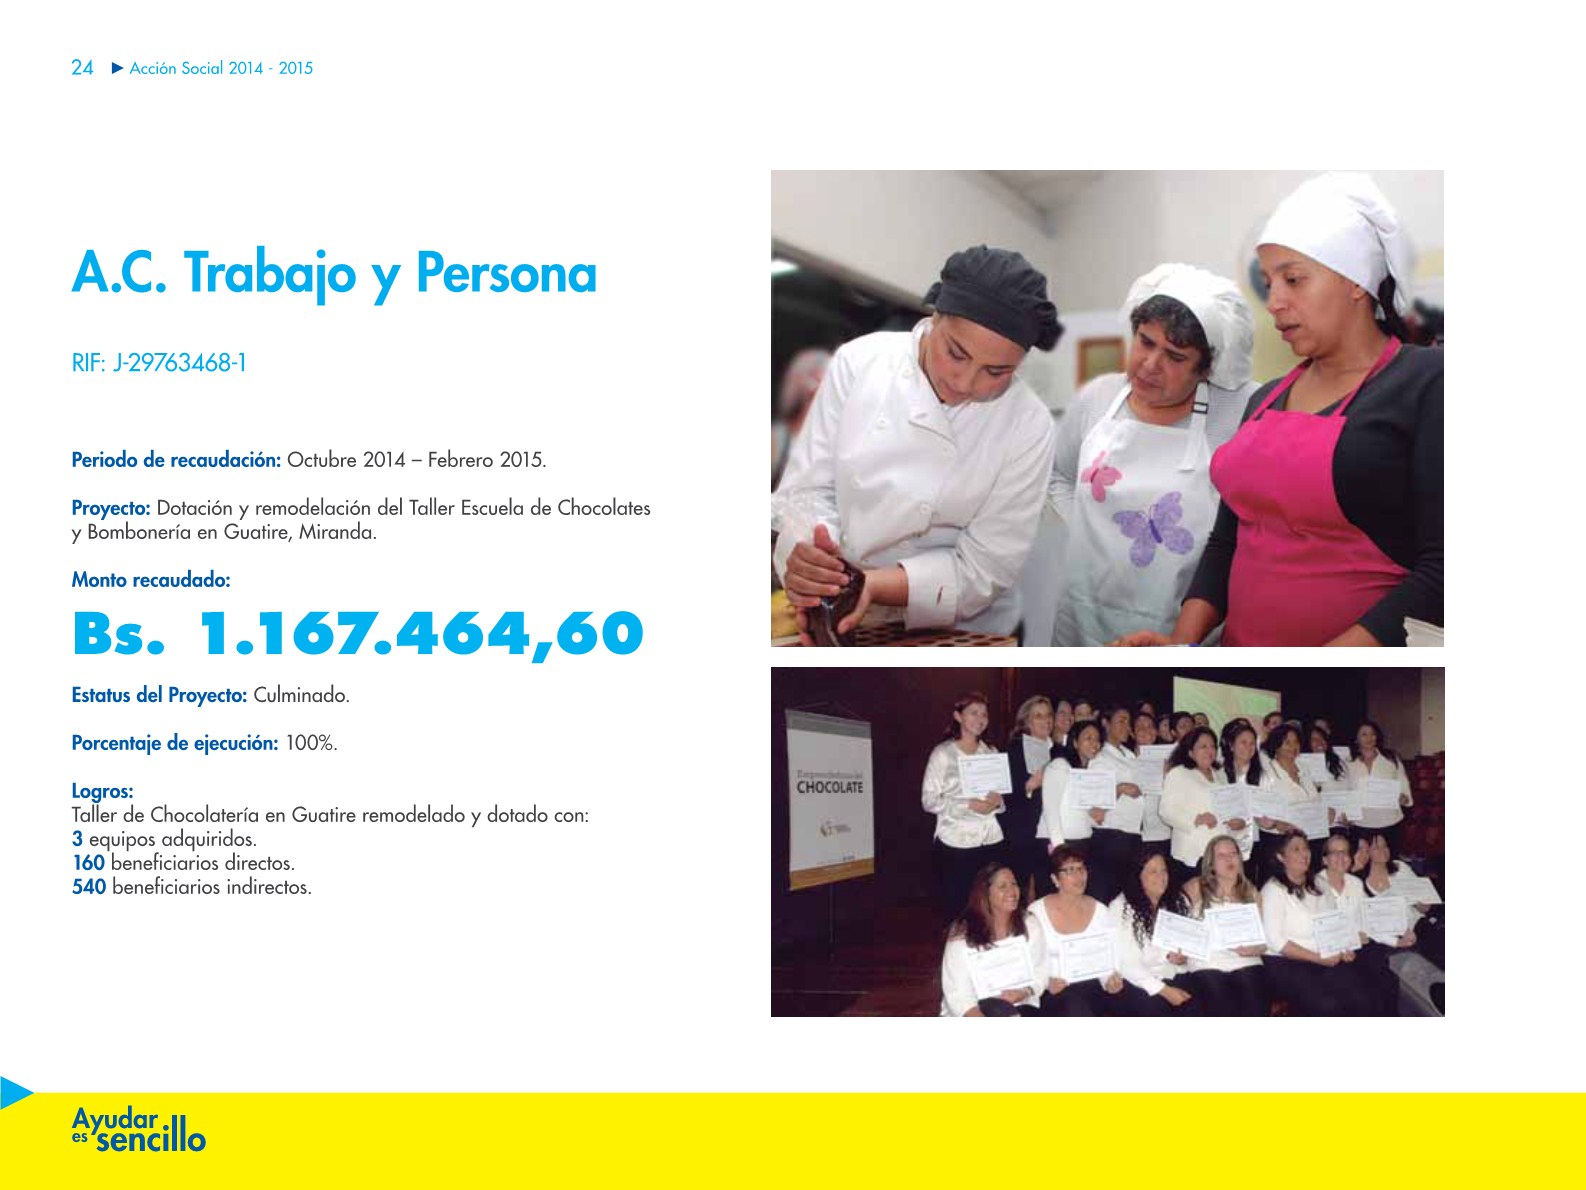 24 ▶ Acción Social 2014 - 2015
A.C. Trabajo y Persona
RIF: J-29763468-1
Periodo de recaudación: Octubre 2014 – Febrero 2015.
Proyecto: Dotación y remodelación del Taller Escuela de Chocolates
y Bombonería en Guatire, Miranda.
Monto recaudado:
Bs. 1.167.464,60
Estatus del Proyecto: Culminado.
Porcentaje de ejecución: 100%.
Logros:
Taller de Chocolatería en Guatire remodelado y dotado con:
3 equipos adquiridos.
160 beneficiarios directos.
540 beneficiarios indirectos.
Emprendedoras del
CHOCOLATE
Ayudar
es sencillo